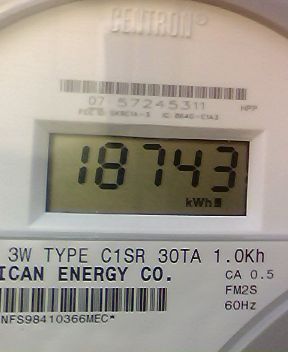 CENTRON®
07 57245311 HPP
18743
kWh
3W TYPE C1SR 30TA 1.0Kh
ICAN ENERGY CO. CA 0.5
FM2S
60Hz
NFS98410366MEC*